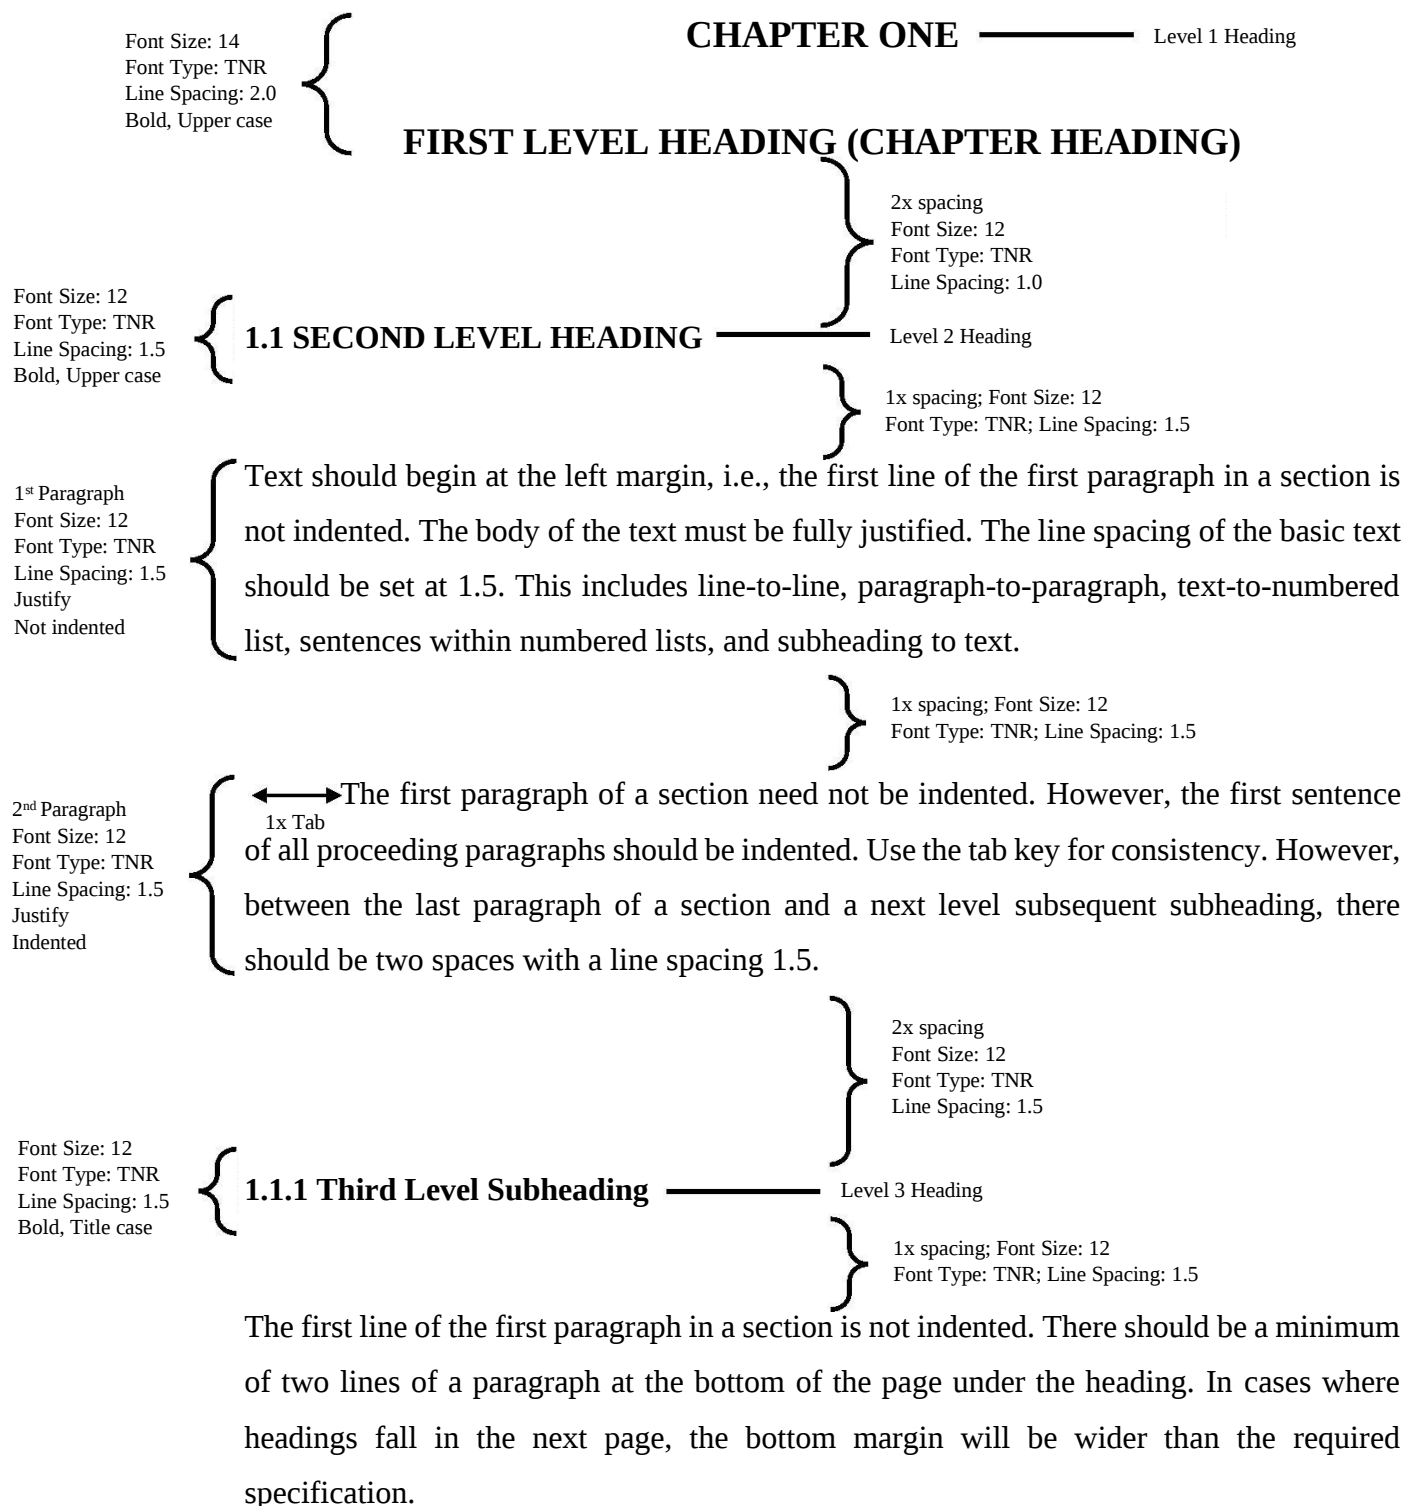 CHAPTER ONE
Level 1 Heading
Font Size: 14
Font Type: TNR
Line Spacing: 2.0
Bold, Upper case
FIRST LEVEL HEADING (CHAPTER HEADING)
2x spacing
Font Size: 12
Font Type: TNR
Line Spacing: 1.0
Font Size: 12
Font Type: TNR
Line Spacing: 1.5
Bold, Upper case
1.1 SECOND LEVEL HEADING
Level 2 Heading
1x spacing; Font Size: 12
Font Type: TNR; Line Spacing: 1.5
1st Paragraph
Font Size: 12
Font Type: TNR
Line Spacing: 1.5
Justify
Not indented
Text should begin at the left margin, i.e., the first line of the first paragraph in a section is
not indented. The body of the text must be fully justified. The line spacing of the basic text
should be set at 1.5. This includes line-to-line, paragraph-to-paragraph, text-to-numbered
list, sentences within numbered lists, and subheading to text.
1x spacing; Font Size: 12
Font Type: TNR; Line Spacing: 1.5
2nd Paragraph
Font Size: 12
Font Type: TNR
Line Spacing: 1.5
Justify
Indented
The first paragraph of a section need not be indented. However, the first sentence
1x Tab
of all proceeding paragraphs should be indented. Use the tab key for consistency. However,
between the last paragraph of a section and a next level subsequent subheading, there
should be two spaces with a line spacing 1.5.
2x spacing
Font Size: 12
Font Type: TNR
Line Spacing: 1.5
Font Size: 12
Font Type: TNR
Line Spacing: 1.5
Bold, Title case
1.1.1 Third Level Subheading
Level 3 Heading
1x spacing; Font Size: 12
Font Type: TNR; Line Spacing: 1.5
The first line of the first paragraph in a section is not indented. There should be a minimum
of two lines of a paragraph at the bottom of the page under the heading. In cases where
headings fall in the next page, the bottom margin will be wider than the required
specification.